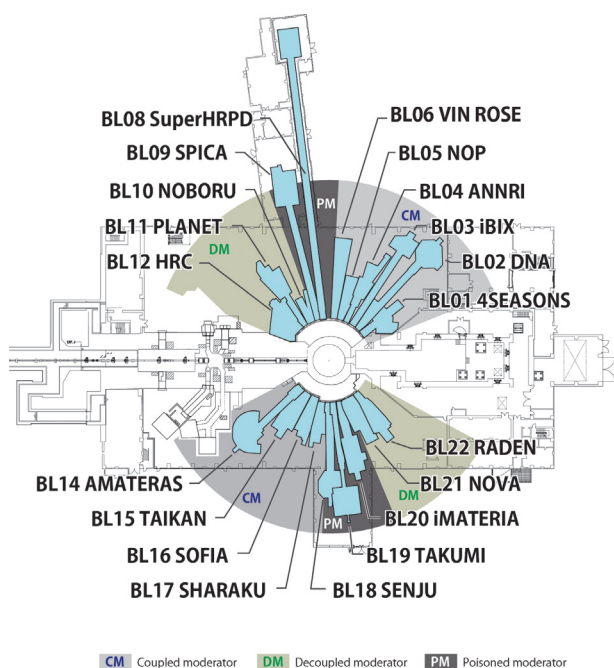 BL08 SuperHRPD
BL06 VIN ROSE
BL09 SPICA
BL05 NOP
BL10 NOBORU
PM
BL04 ANNRI
CM
BL11 PLANET
BL03 iBIX
DM
BL12 HRC
BL02 DNA
BL01 4SEASONS
BL22 RADEN
BL14 AMATERAS
BL21 NOVA
CM
DM
BL15 TAIKAN
BL20 iMATERIA
PM
BL16 SOFIA
BL19 TAKUMI
BL17 SHARAKU
BL18 SENJU
CM Coupled moderator
DM Decoupled moderator
PM Poisoned moderator